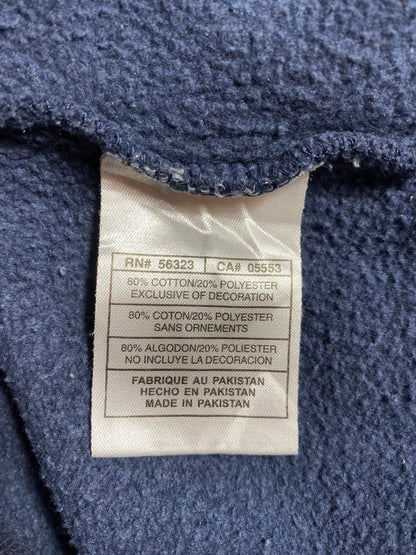 RN# 56323 CA# 05553
80% COTTON/20% POLYESTER
EXCLUSIVE OF DECORATION
80% COTON/20% POLYESTER
SANS ORNEMENTS
80% ALGODON/20% POLIESTER
NO INCLUYE LA DECORACION
FABRIQUE AU PAKISTAN
HECHO EN PAKISTAN
MADE IN PAKISTAN